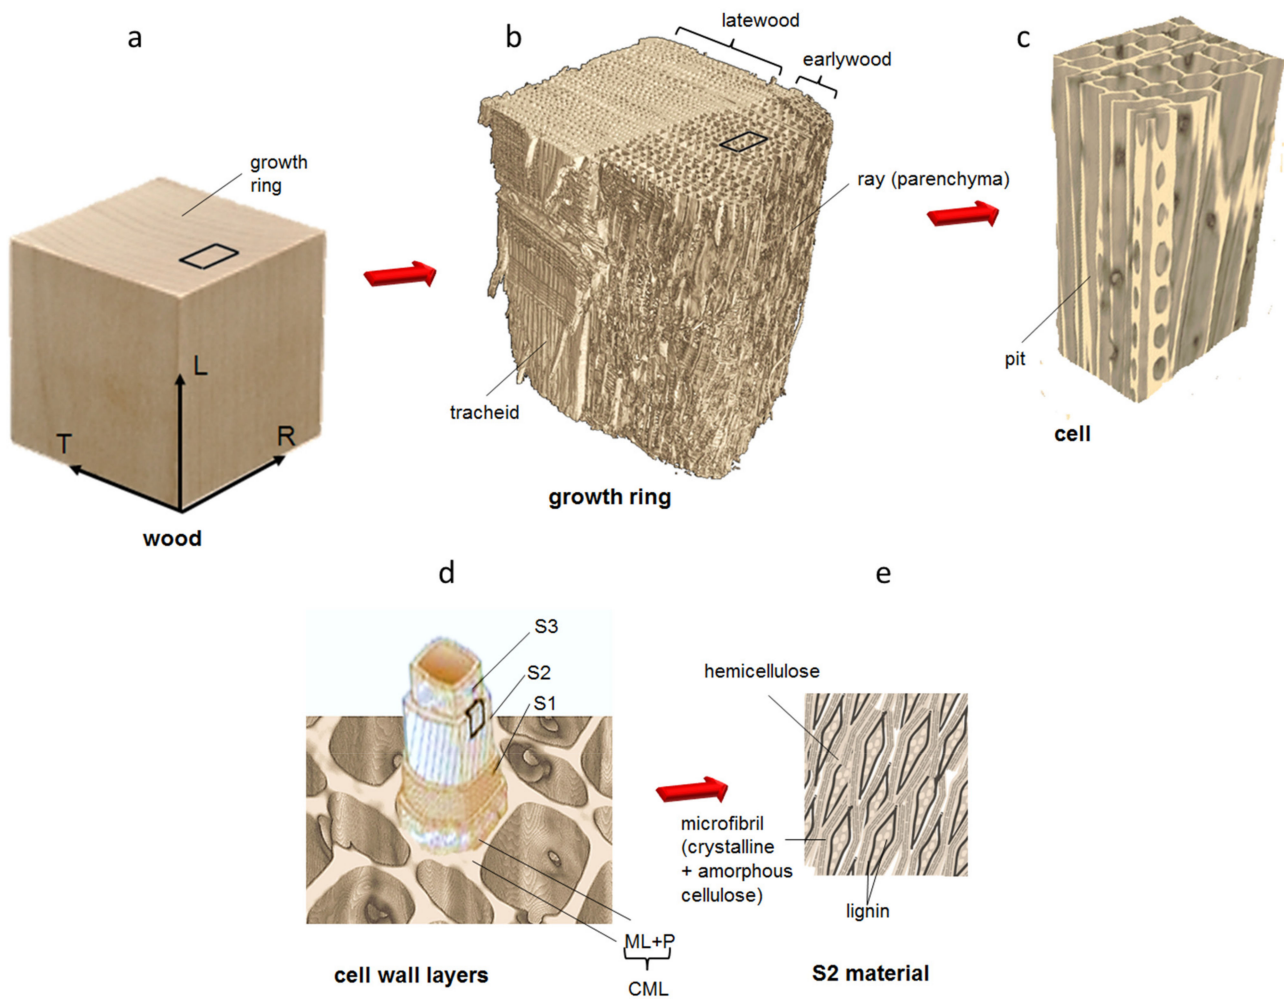 a
b
c
latewood
earlywood
growth
ring
ray (parenchyma)
L
T
R
tracheid
pit
wood
growth ring
cell
d
e
S3
S2
S1
hemicellulose
microfibril
(crystalline
+ amorphous
cellulose)
lignin
ML+P
CML
cell wall layers
S2 material